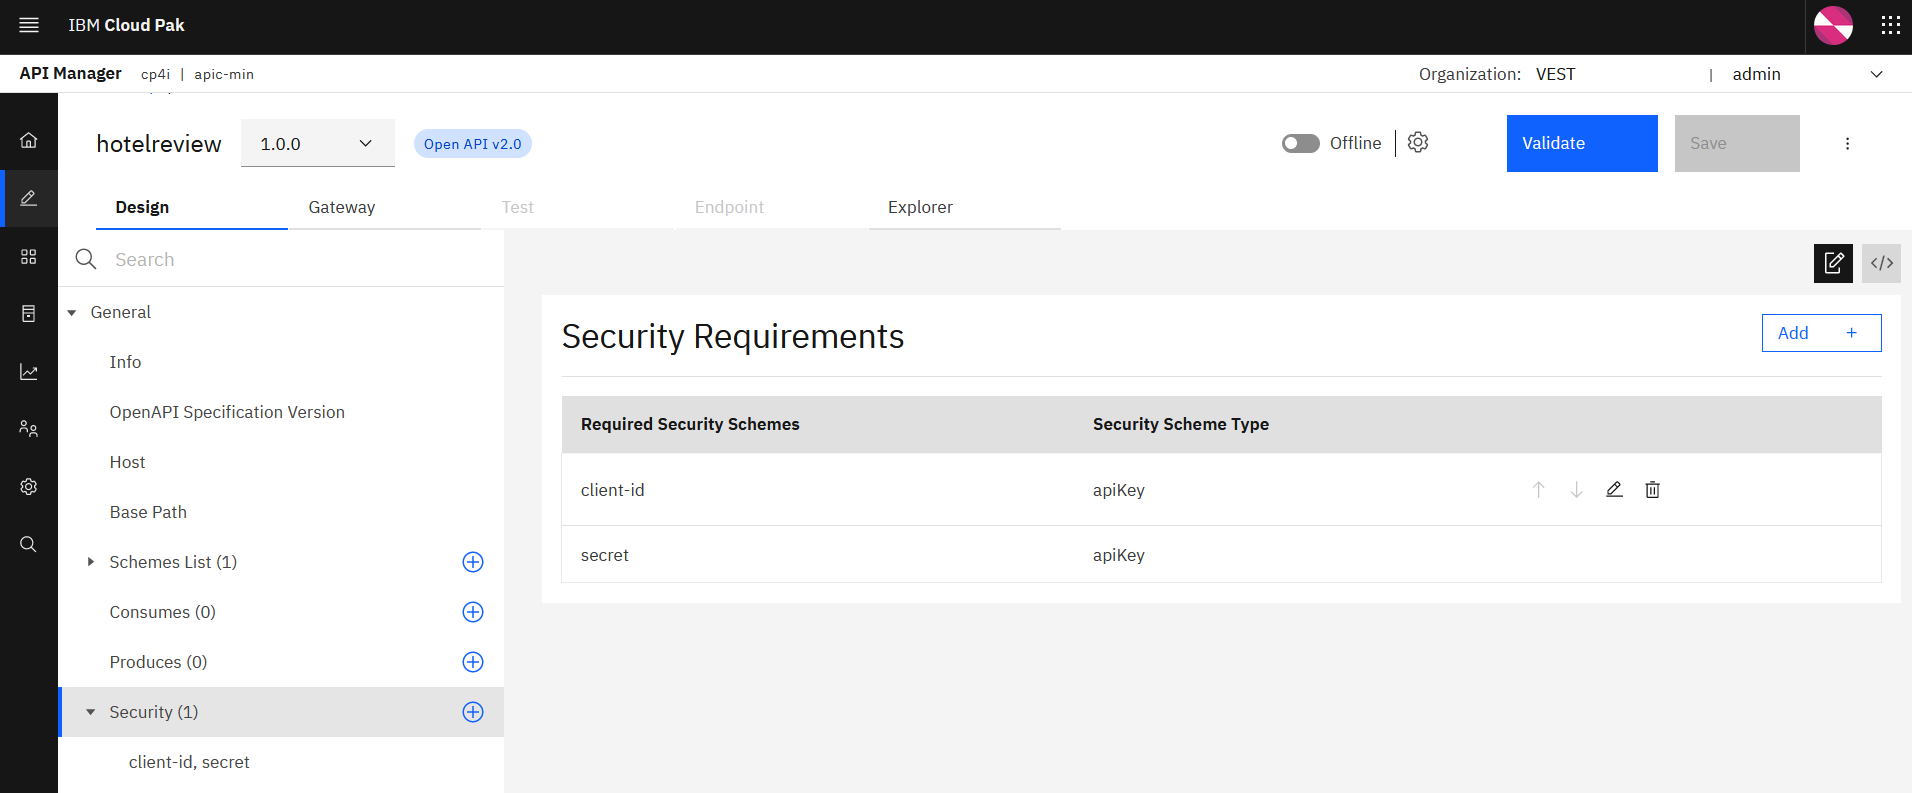 IBM Cloud Pak
API Manager cp4i | apic-min Organization: VEST | admin
hotelreview 1.0.0 Open API v2.0 Offline Validate Save
Design Gateway Test Endpoint Explorer
Search
General
Info
OpenAPI Specification Version
Host
Base Path
Schemes List (1)
Consumes (0)
Produces (0)
Security (1)
client-id, secret
Security Requirements Add +
Required Security Schemes Security Scheme Type
client-id apiKey
secret apiKey